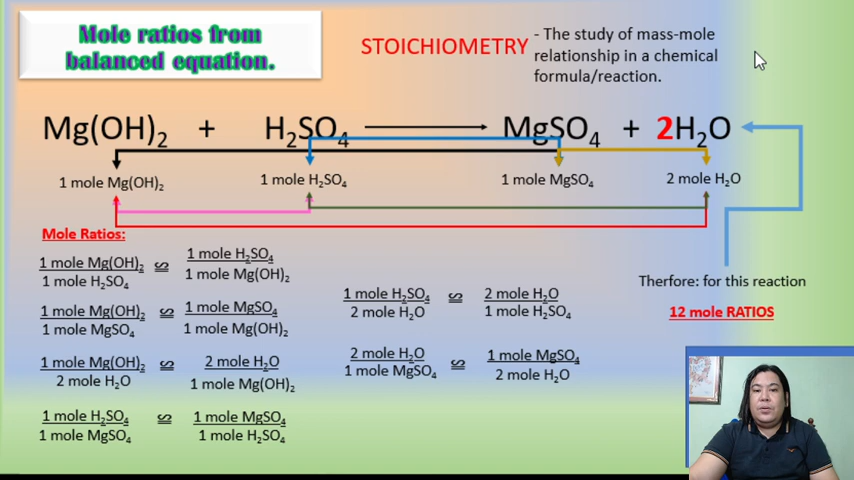 Mole ratios from
balanced equation.
STOICHIOMETRY
- The study of mass-mole
relationship in a chemical
formula/reaction.
Mg(OH)₂ + H₂SO₄ → MgSO₄ + 2H₂O
1 mole Mg(OH)₂ 1 mole H₂SO₄ 1 mole MgSO₄ 2 mole H₂O
Mole Ratios:
1 mole Mg(OH)₂ ≌ 1 mole H₂SO₄
1 mole H₂SO₄ 1 mole Mg(OH)₂
1 mole Mg(OH)₂ ≌ 1 mole MgSO₄
1 mole MgSO₄ 1 mole Mg(OH)₂
1 mole Mg(OH)₂ ≌ 2 mole H₂O
2 mole H₂O 1 mole Mg(OH)₂
1 mole H₂SO₄ ≌ 1 mole MgSO₄
1 mole MgSO₄ 1 mole H₂SO₄
1 mole H₂SO₄ ≌ 2 mole H₂O
2 mole H₂O 1 mole H₂SO₄
2 mole H₂O ≌ 1 mole MgSO₄
1 mole MgSO₄ 2 mole H₂O
Therfore: for this reaction
12 mole RATIOS